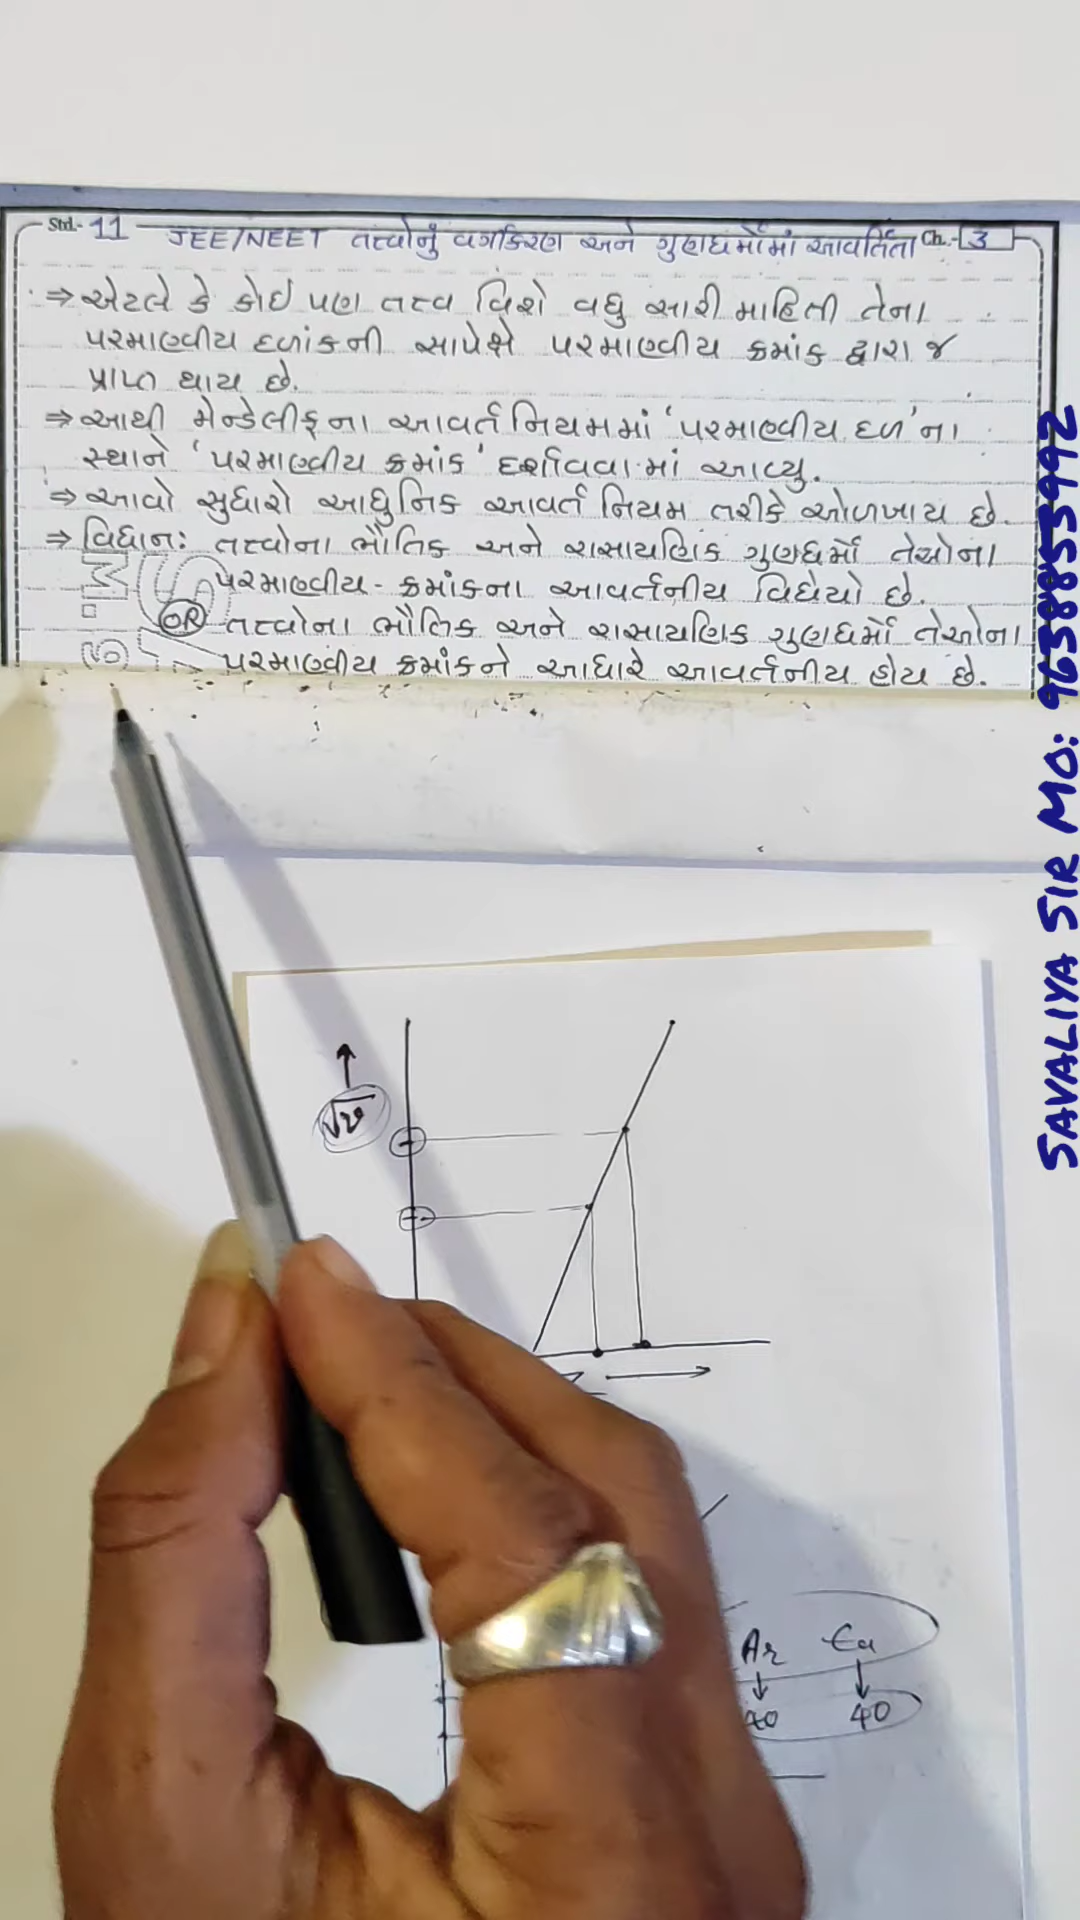 Std.- 11 JEE/NEET તત્ત્વોનું વર્ગીકરણ અને ગુણધર્મોમાં આવર્તિતા Ch.- 3
⇒ એટલે કે કોઈ પણ તત્ત્વ વિશે વધુ સારી માહિતી તેના
પરમાણ્વીય દળાંકની સાપેક્ષે પરમાણ્વીય ક્રમાંક દ્વારા જ
પ્રાપ્ત થાય છે.
⇒ આથી મેન્ડેલીફના આવર્ત નિયમમાં 'પરમાણ્વીય દળ' ના
સ્થાને 'પરમાણ્વીય ક્રમાંક' દર્શાવવામાં આવ્યુ.
⇒ આવો સુધારો આધુનિક આવર્ત નિયમ તરીકે ઓળખાય છે.
⇒ વિધાન: તત્ત્વોના ભૌતિક અને રાસાયણિક ગુણધર્મો તેઓના
પરમાણ્વીય - ક્રમાંકના આવર્તનીય વિધેયો છે.
OR તત્ત્વોના ભૌતિક અને રાસાયણિક ગુણધર્મો તેઓના
પરમાણ્વીય ક્રમાંકને આધારે આવર્તનીય હોય છે.
SAVALIYA SIR MO: 9638855992
√ν
Ar Ca
40 40